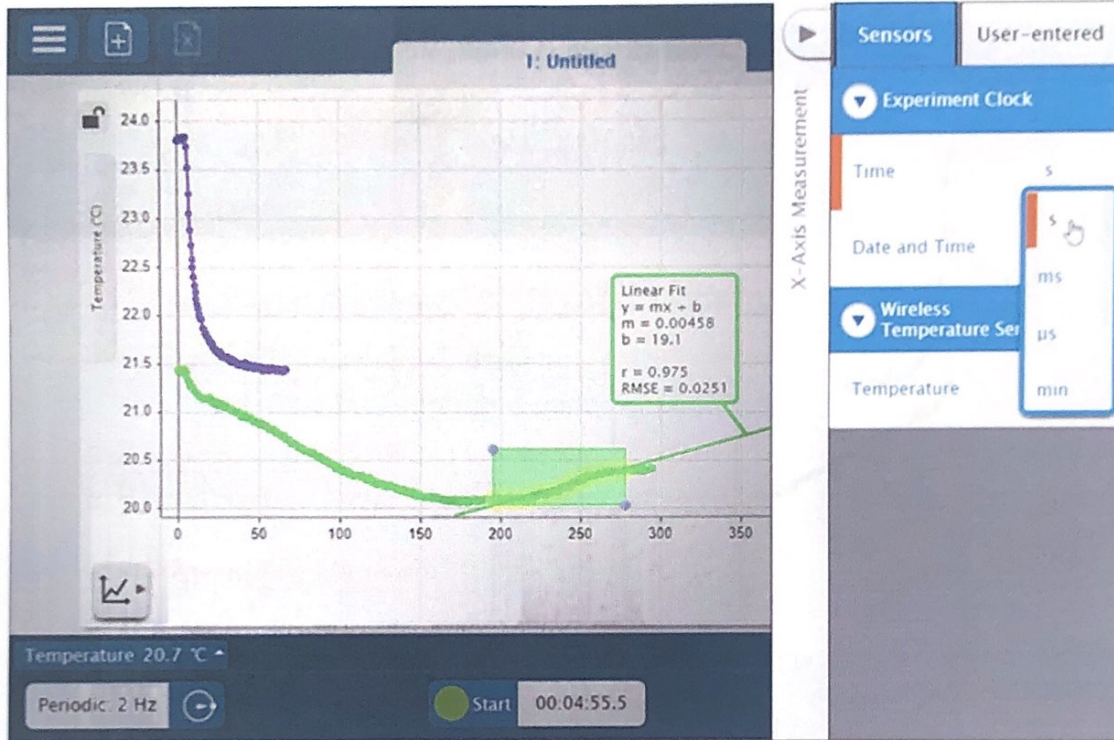 1: Untitled
Temperature (°C)
24.0
23.5
23.0
22.5
22.0
21.5
21.0
20.5
20.0
0 50 100 150 200 250 300 350
Linear Fit
y = mx + b
m = 0.00458
b = 19.1
r = 0.975
RMSE = 0.0251
Temperature 20.7 °C
Periodic: 2 Hz
Start 00:04:55.5
X-Axis Measurement
Sensors User-entered
Experiment Clock
Time s
s
Date and Time
ms
Wireless
Temperature Ser
µs
Temperature
min